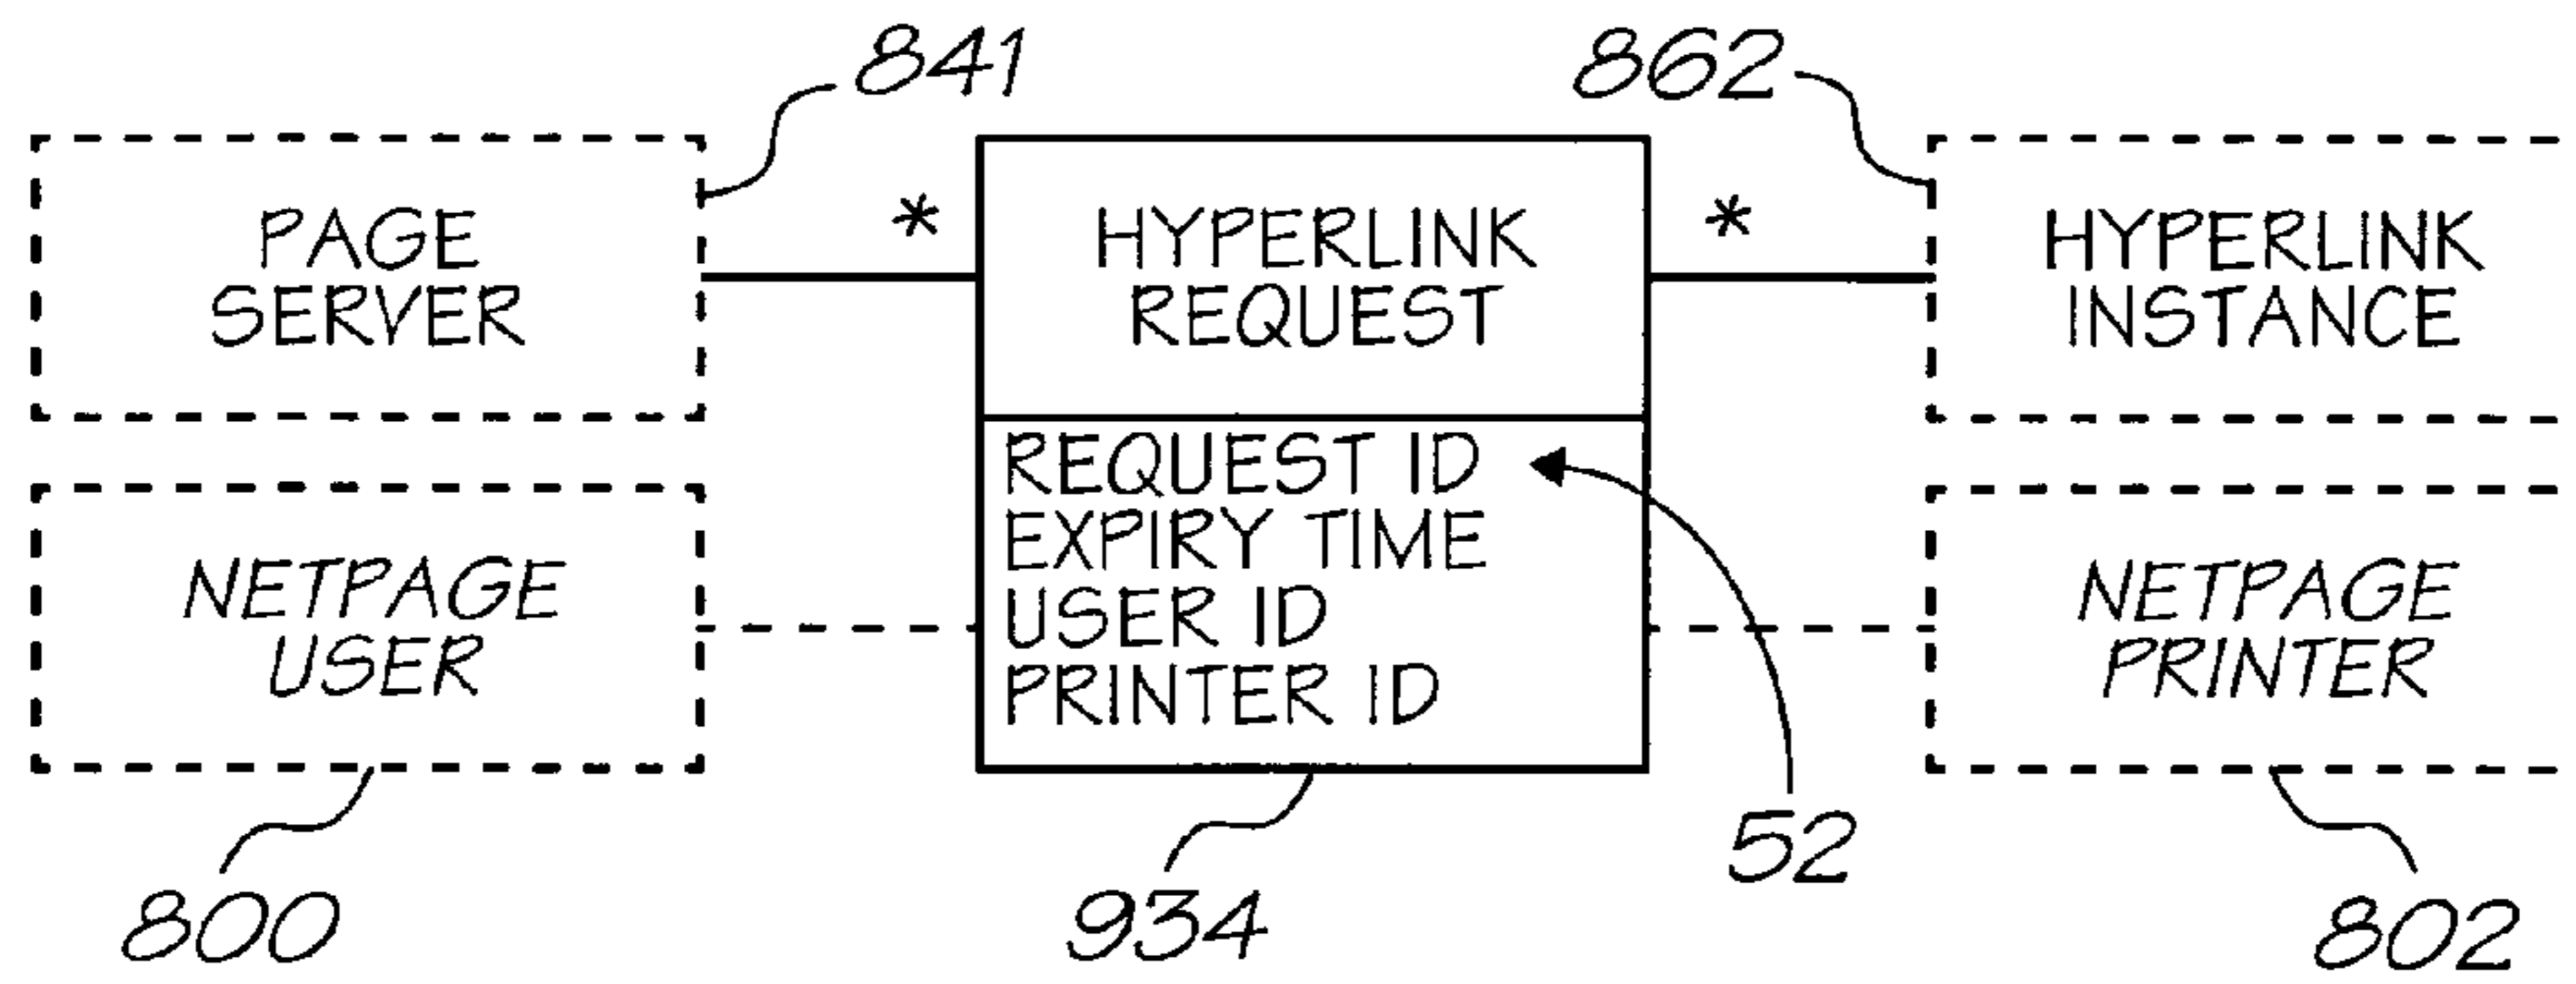 841
862
PAGE
SERVER
*
HYPERLINK
REQUEST
*
HYPERLINK
INSTANCE
REQUEST ID
EXPIRY TIME
USER ID
PRINTER ID
NETPAGE
USER
NETPAGE
PRINTER
52
800
934
802